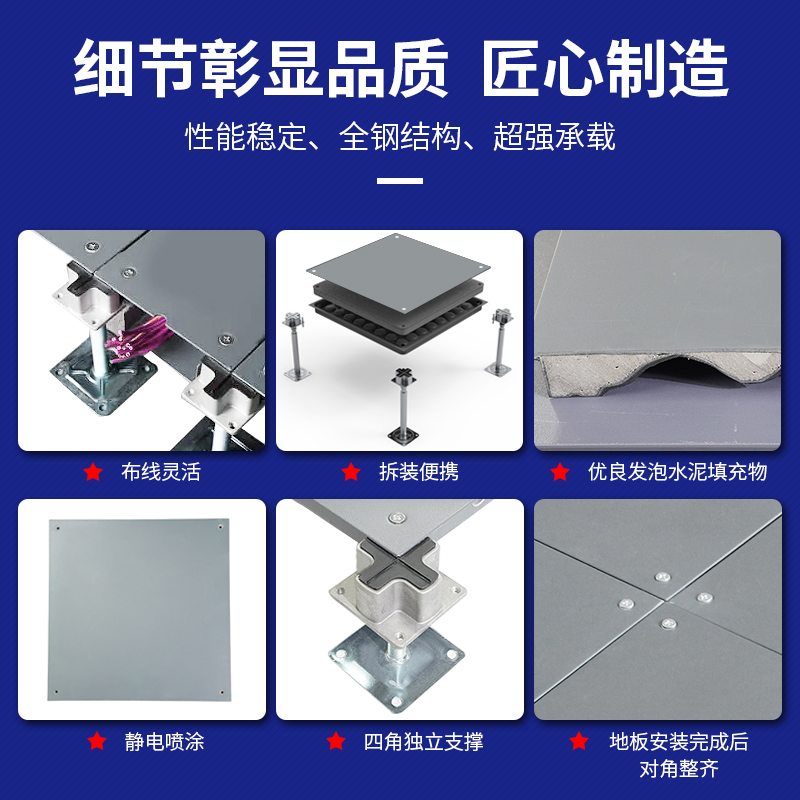 细节彰显品质 匠心制造
性能稳定、全钢结构、超强承载
布线灵活
拆装便携
优良发泡水泥填充物
静电喷涂
四角独立支撑
地板安装完成后
对角整齐